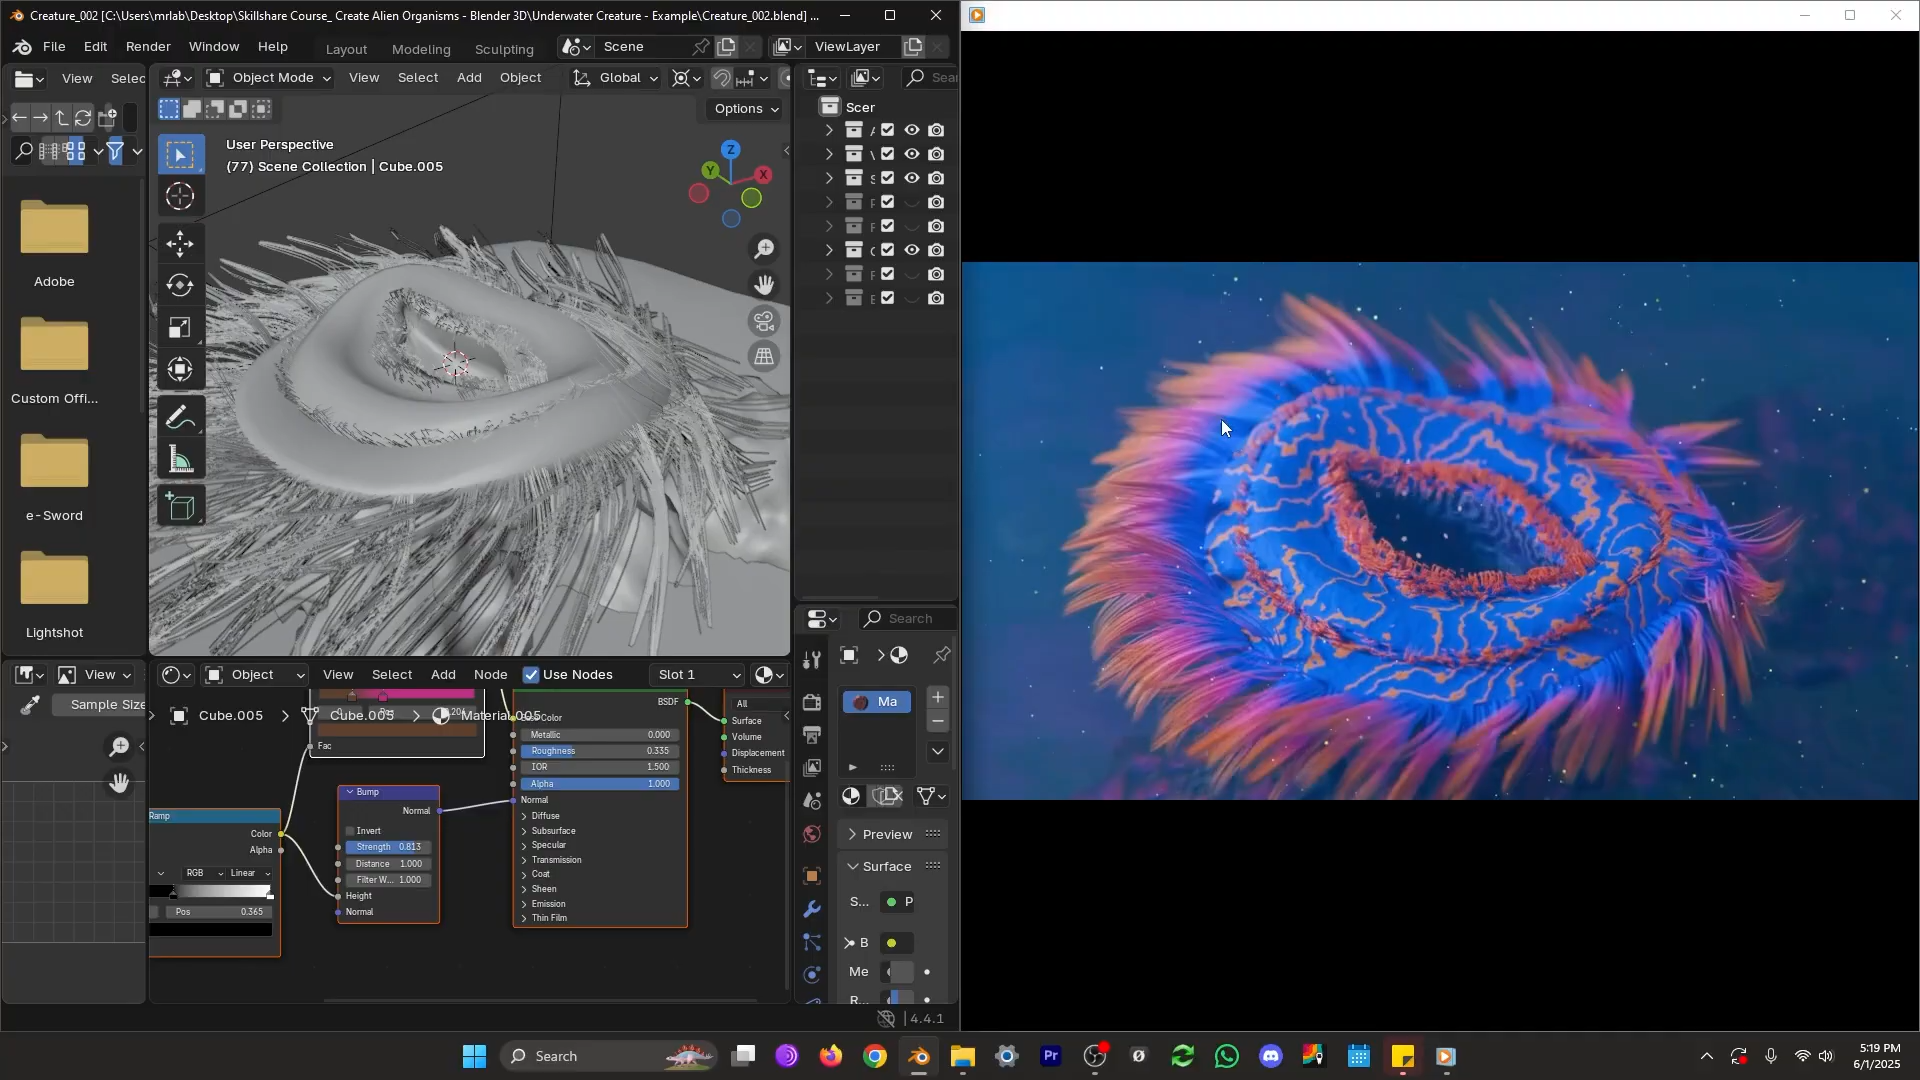 Creature_002 [C:\Users\mrlab\Desktop\Skillshare Course_ Create Alien Organisms - Blender 3D\Underwater Creature - Example\Creature_002.blend] ...
File Edit Render Window Help Layout Modeling Sculpting Scene ViewLayer
View Selec
Object Mode View Select Add Object Global
Options
User Perspective
(77) Scene Collection | Cube.005
Z
Y
X
Adobe
Custom Offi...
e-Sword
Lightshot
Sea
Scer
Search
View
Object View Select Add Node Use Nodes Slot 1
Sample Size
Cube.005 > Cube.005 > Material.005
Fac
Ramp
Color
Alpha
RGB Linear
Pos 0.365
Bump
Normal
Invert
Strength 0.813
Distance 1.000
Filter W... 1.000
Height
Normal
BSDF
Metallic 0.000
Roughness 0.335
IOR 1.500
Alpha 1.000
Normal
Diffuse
Subsurface
Specular
Transmission
Coat
Sheen
Emission
Thin Film
All
Surface
Volume
Displacement
Thickness
Ma
Preview
Surface
S... P
B
Me
R...
4.4.1
Search
Pr
5:19 PM
6/1/2025